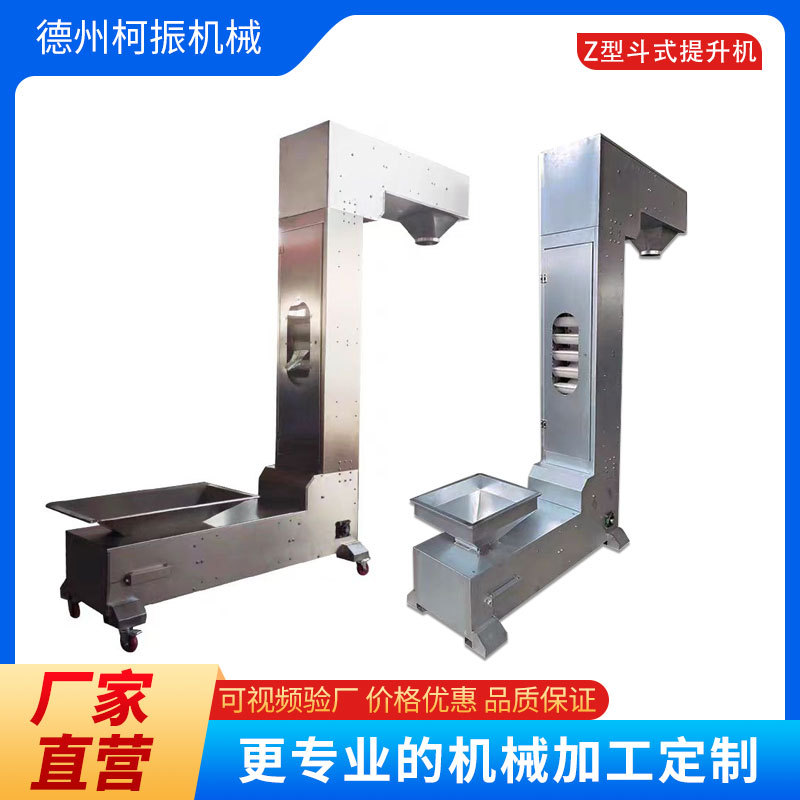 德州柯振机械
Z型斗式提升机
厂家
直营
可视频验厂 价格优惠 品质保证
更专业的机械加工定制